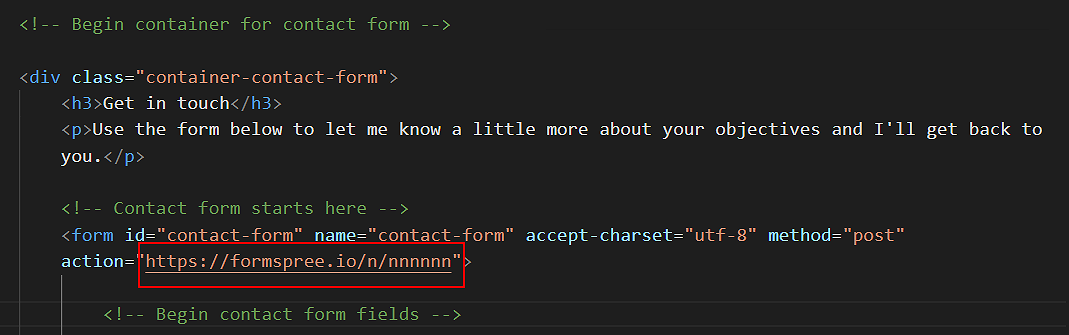 <!-- Begin container for contact form -->
<div class="container-contact-form">
<h3>Get in touch</h3>
<p>Use the form below to let me know a little more about your objectives and I'll get back to
you.</p>
<!-- Contact form starts here -->
<form id="contact-form" name="contact-form" accept-charset="utf-8" method="post"
action="https://formspree.io/n/nnnnnn">
<!-- Begin contact form fields -->